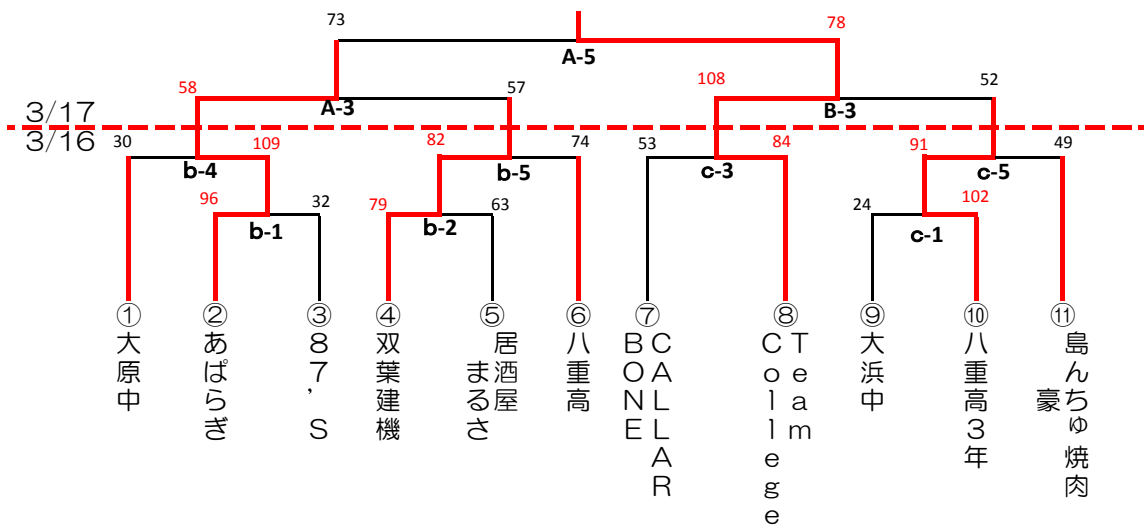 73
78
A-5
58
57
108
52
A-3
B-3
3/17
3/16
30
109
82
74
53
84
91
49
b-4
b-5
c-3
c-5
96
32
79
63
24
102
b-1
b-2
c-1
①大原中
②あぱらぎ
③87’S
④双葉建機
⑤居酒屋
まるさ
⑥八重高
⑦CALLAR
BONE
⑧Team
College
⑨大浜中
⑩八重高3年
⑪島んちゅ焼肉
豪